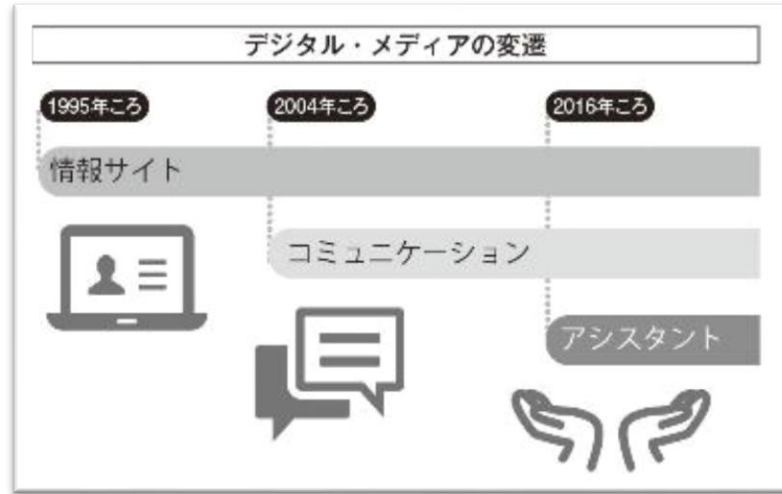 デジタル・メディアの変遷
1995年ころ
2004年ころ
2016年ころ
情報サイト
コミュニケーション
アシスタント